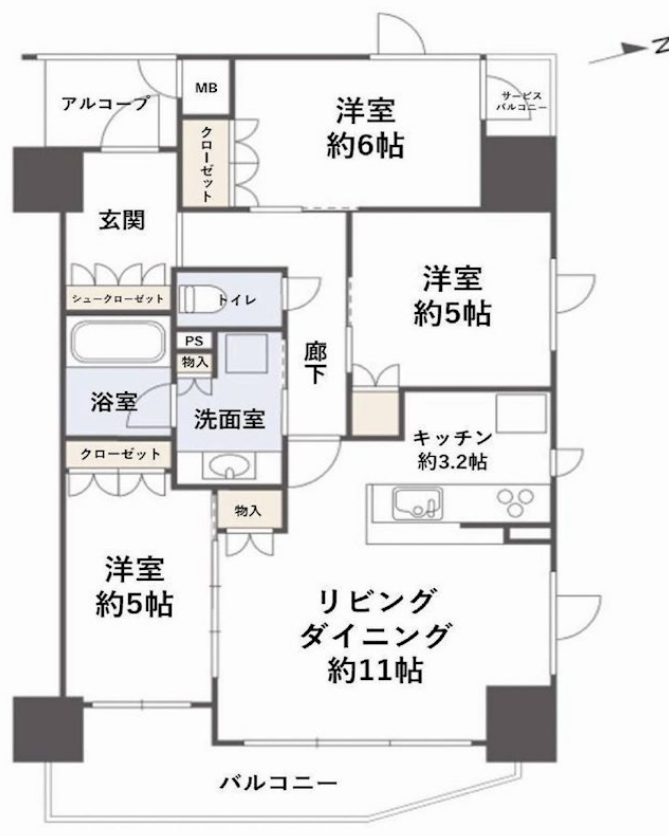 N
アルコープ
MB
洋室
約6帖
サービス
バルコニー
クローゼット
玄関
洋室
約5帖
シュークローゼット
トイレ
廊下
PS
物入
浴室
洗面室
キッチン
約3.2帖
クローゼット
物入
洋室
約5帖
リビング
ダイニング
約11帖
バルコニー